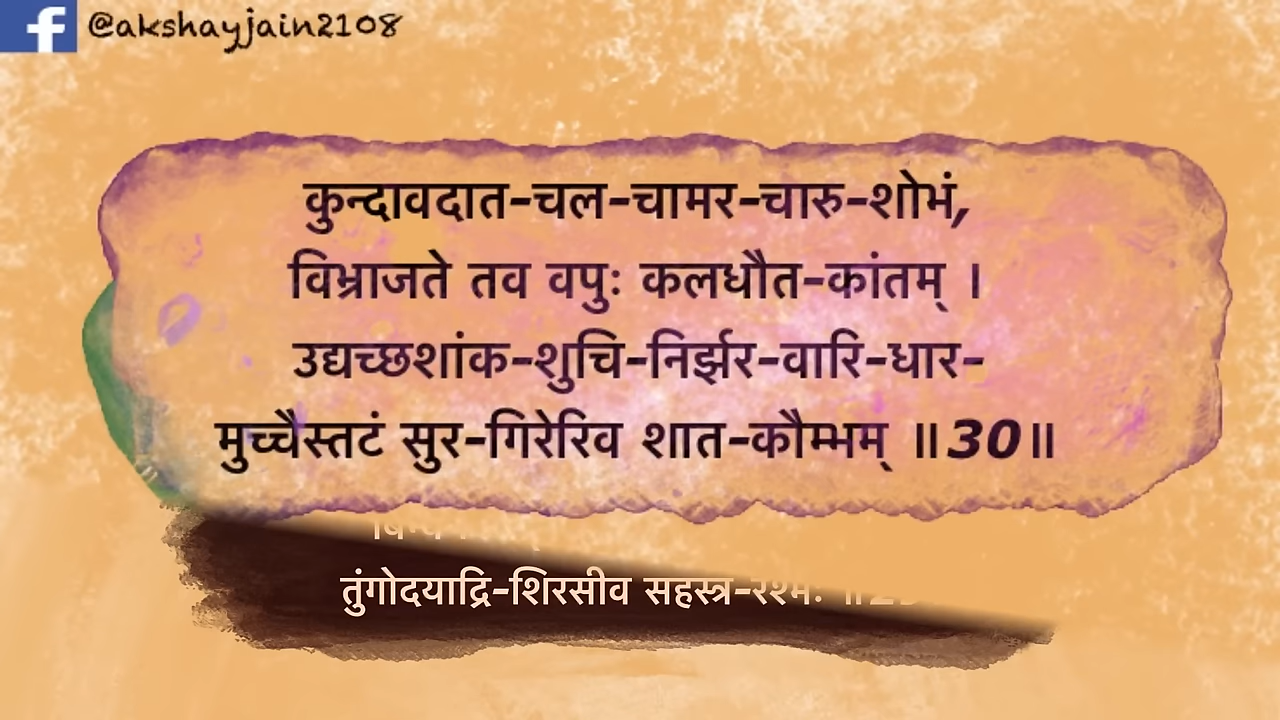 @akshayjain2108
कुन्दावदात-चल-चामर-चारु-शोभं,
विभ्राजते तव वपुः कलधौत-कांतम् ।
उद्यच्छशांक-शुचि-निर्झर-वारि-धार-
मुच्चैस्तटं सुर-गिरेरिव शात-कौम्भम् ॥30॥
तुंगोदयाद्रि-शिरसीव सहस्त्र-